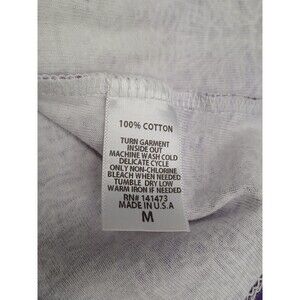 100% COTTON
TURN GARMENT
INSIDE OUT
MACHINE WASH COLD
DELICATE CYCLE
ONLY NON-CHLORINE
BLEACH WHEN NEEDED
TUMBLE DRY LOW
WARM IRON IF NEEDED
RN# 141473
MADE IN U.S.A
M